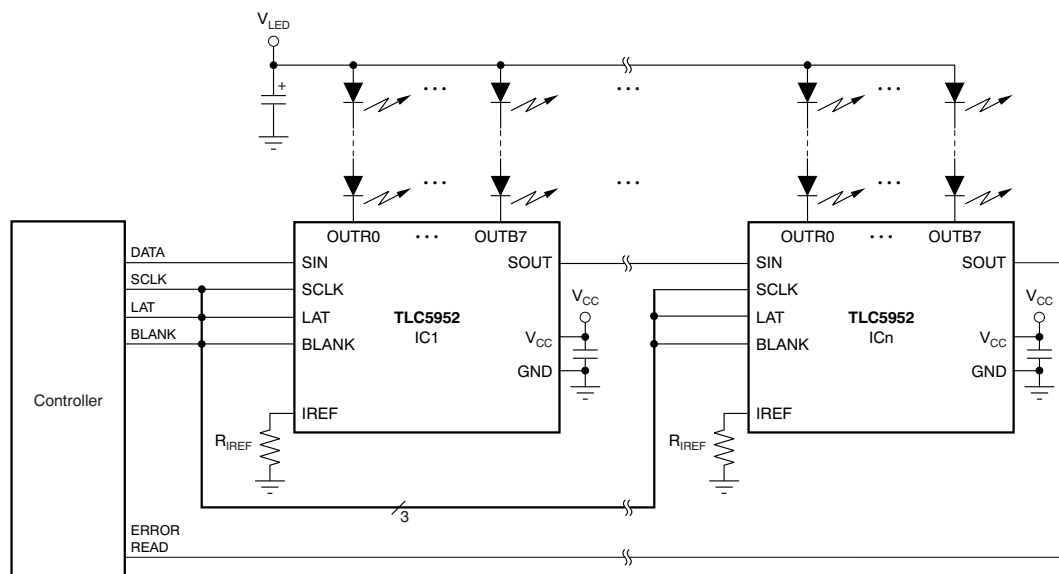 V_LED
OUTR0 ••• OUTB7
OUTR0 ••• OUTB7
DATA
SCLK
LAT
BLANK
SIN
SCLK
LAT
BLANK
IREF
SOUT
TLC5952
IC1
V_CC
V_CC
GND
R_IREF
SIN
SCLK
LAT
BLANK
IREF
SOUT
TLC5952
ICn
V_CC
V_CC
GND
R_IREF
Controller
3
ERROR
READ